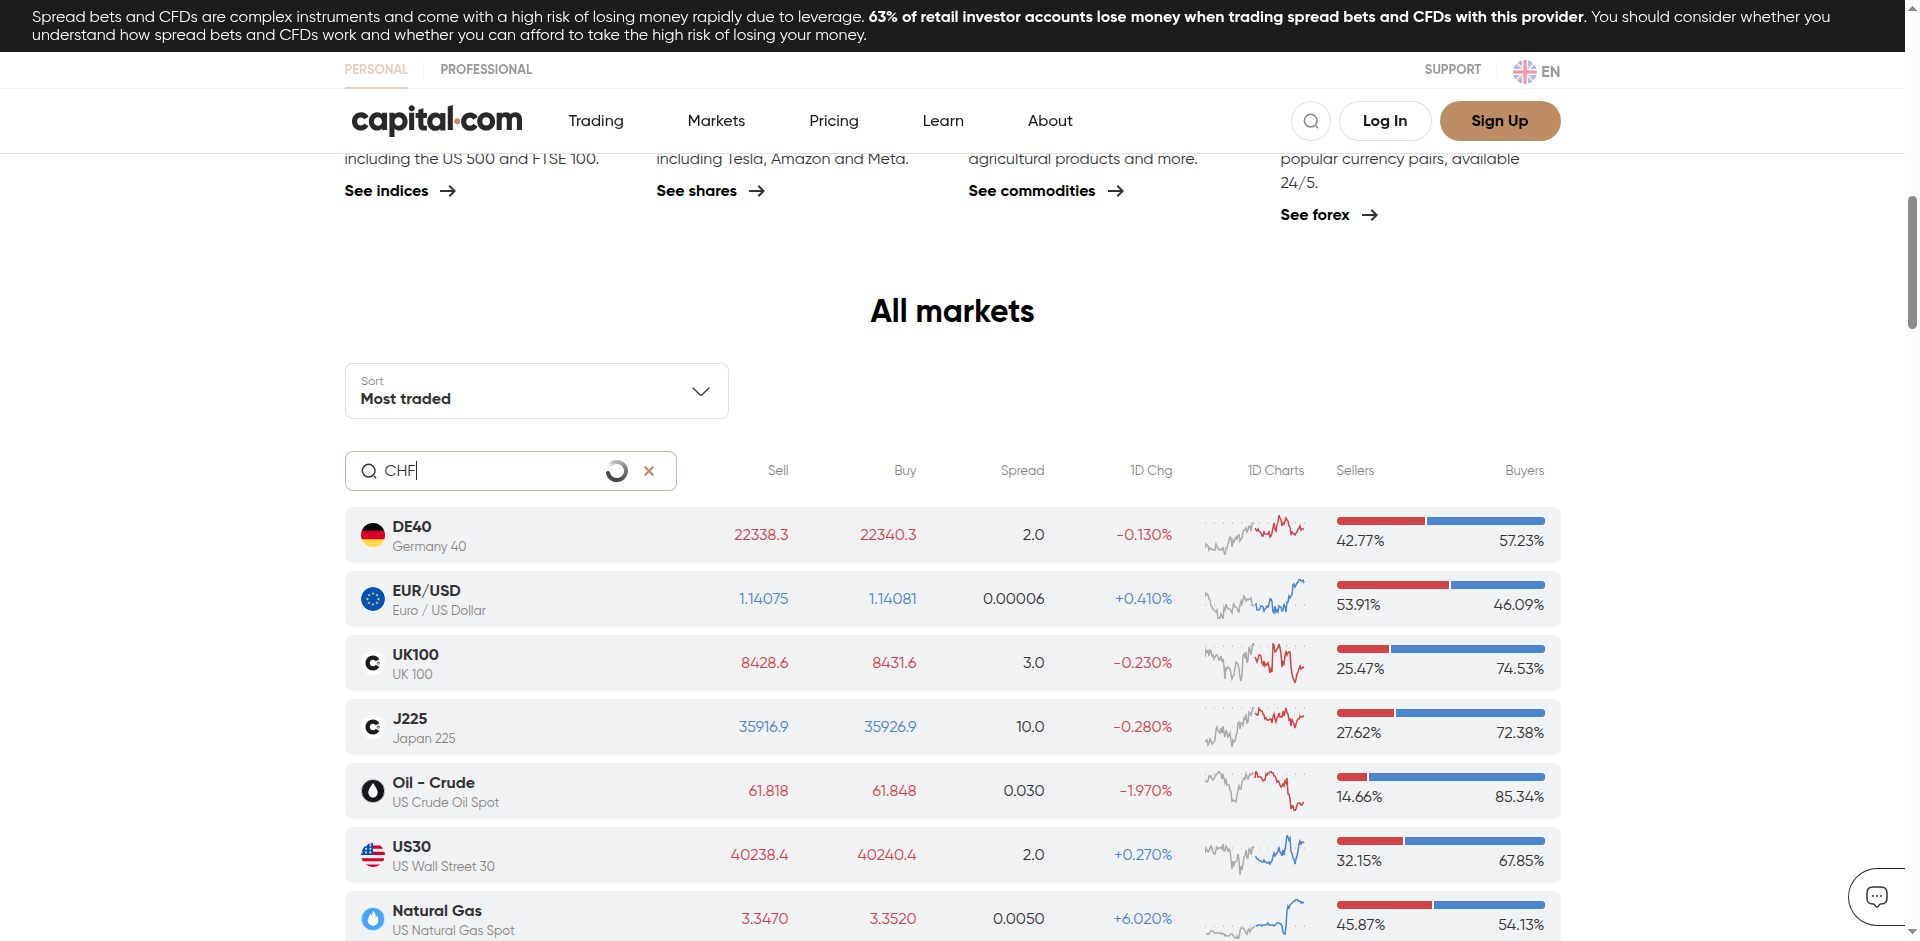 Spread bets and CFDs are complex instruments and come with a high risk of losing money rapidly due to leverage. 63% of retail investor accounts lose money when trading spread bets and CFDs with this provider. You should consider whether you
understand how spread bets and CFDs work and whether you can afford to take the high risk of losing your money.
PERSONAL PROFESSIONAL SUPPORT EN
capital.com Trading Markets Pricing Learn About Log In Sign Up
including the US 500 and FTSE 100. including Tesla, Amazon and Meta. agricultural products and more. popular currency pairs, available
24/5.
See indices See shares See commodities
See forex
All markets
Sort
Most traded
CHF Sell Buy Spread 1D Chg 1D Charts Sellers Buyers
DE40
Germany 40 22338.3 22340.3 2.0 -0.130% 42.77% 57.23%
EUR/USD
Euro / US Dollar 1.14075 1.14081 0.00006 +0.410% 53.91% 46.09%
UK100
UK 100 8428.6 8431.6 3.0 -0.230% 25.47% 74.53%
J225
Japan 225 35916.9 35926.9 10.0 -0.280% 27.62% 72.38%
Oil - Crude
US Crude Oil Spot 61.818 61.848 0.030 -1.970% 14.66% 85.34%
US30
US Wall Street 30 40238.4 40240.4 2.0 +0.270% 32.15% 67.85%
Natural Gas
US Natural Gas Spot 3.3470 3.3520 0.0050 +6.020% 45.87% 54.13%